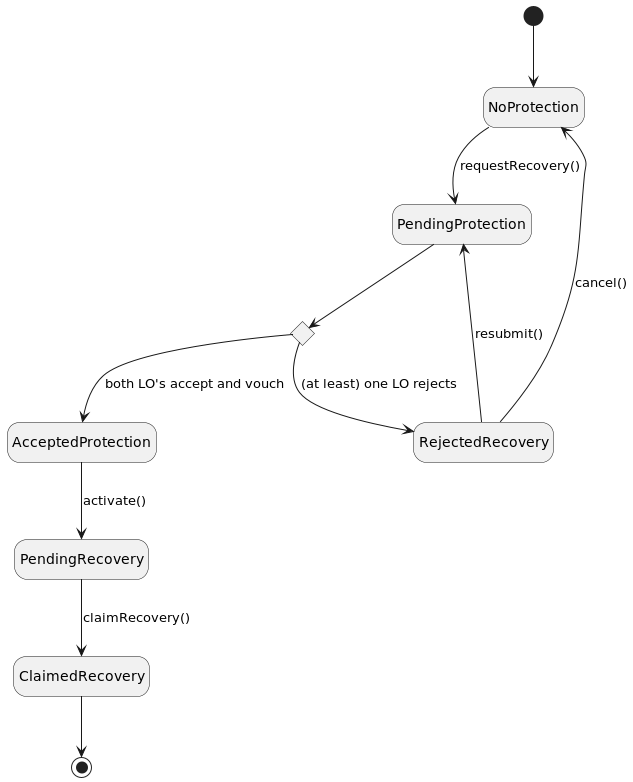 NoProtection
requestRecovery()
PendingProtection
cancel()
resubmit()
both LO's accept and vouch
(at least) one LO rejects
AcceptedProtection
RejectedRecovery
activate()
PendingRecovery
claimRecovery()
ClaimedRecovery